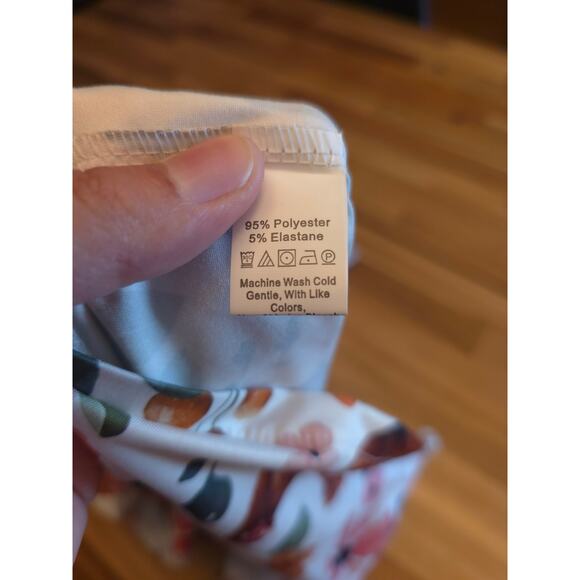 95% Polyester
5% Elastane
Machine Wash Cold
Gentle, With Like
Colors,